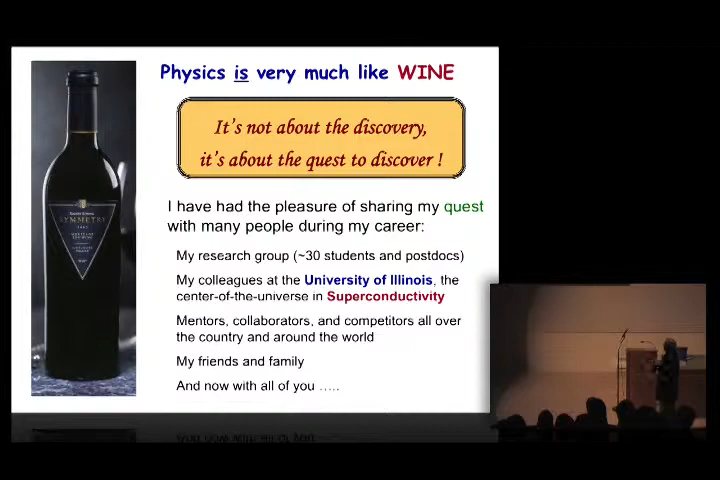 Physics is very much like WINE
It's not about the discovery,
it's about the quest to discover !
I have had the pleasure of sharing my quest
with many people during my career:
My research group (~30 students and postdocs)
My colleagues at the University of Illinois, the
center-of-the-universe in Superconductivity
Mentors, collaborators, and competitors all over
the country and around the world
My friends and family
And now with all of you .....
SYMMETRY